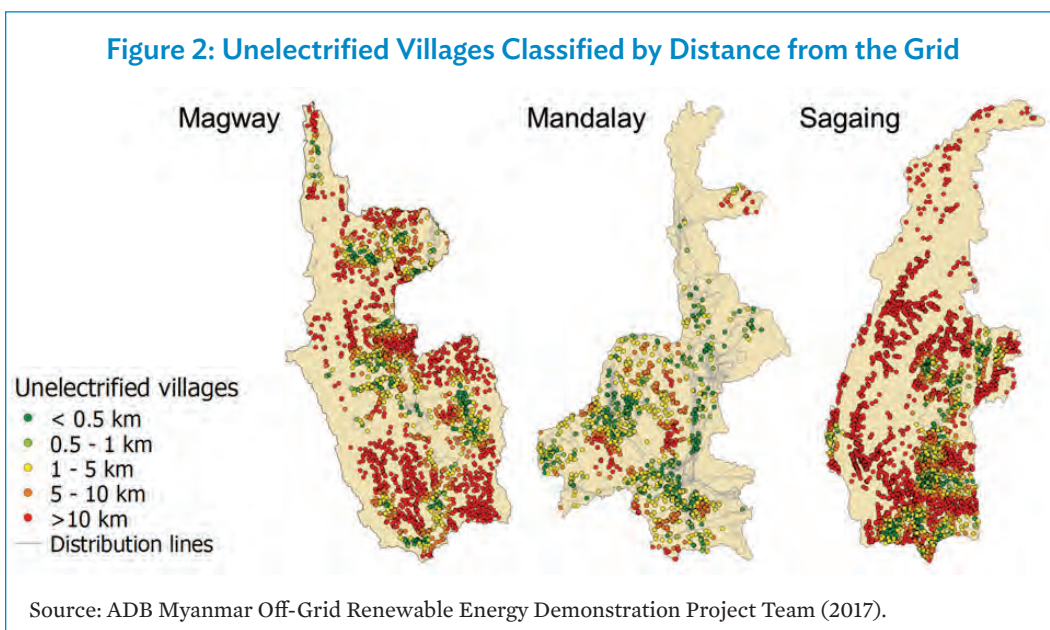 Figure 2: Unelectrified Villages Classified by Distance from the Grid
Magway
Mandalay
Sagaing
Unelectrified villages
< 0.5 km
0.5 - 1 km
1 - 5 km
5 - 10 km
>10 km
Distribution lines
Source: ADB Myanmar Off-Grid Renewable Energy Demonstration Project Team (2017).